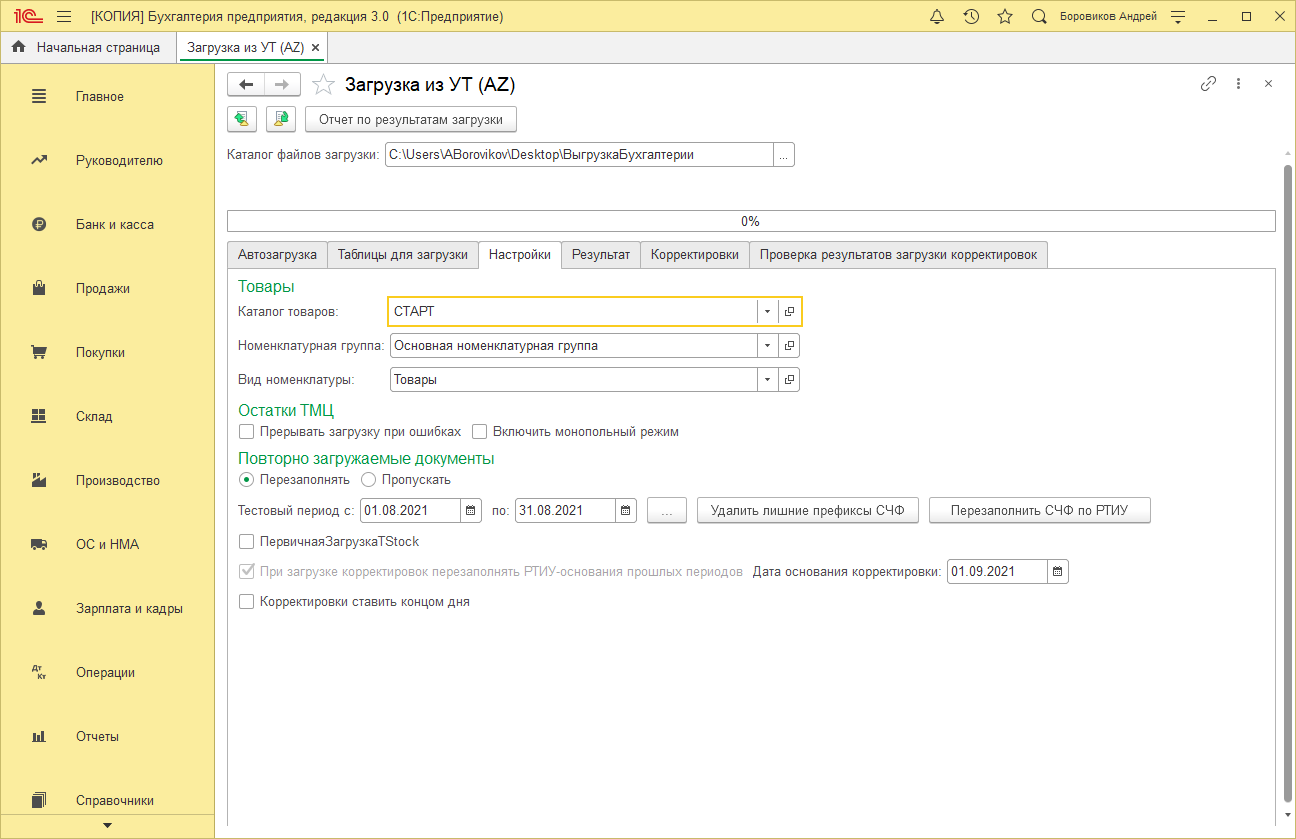 [КОПИЯ] Бухгалтерия предприятия, редакция 3.0 (1С:Предприятие)
Боровиков Андрей
Начальная страница
Загрузка из УТ (AZ)
Главное
Руководителю
Банк и касса
Продажи
Покупки
Склад
Производство
ОС и НМА
Зарплата и кадры
Дт
Кт
Операции
Отчеты
Справочники
Загрузка из УТ (AZ)
Отчет по результатам загрузки
Каталог файлов загрузки: C:\Users\ABorovikov\Desktop\ВыгрузкаБухгалтерии ...
0%
Автозагрузка Таблицы для загрузки Настройки Результат Корректировки Проверка результатов загрузки корректировок
Товары
Каталог товаров: СТАРТ
Номенклатурная группа: Основная номенклатурная группа
Вид номенклатуры: Товары
Остатки ТМЦ
Прерывать загрузку при ошибках Включить монопольный режим
Повторно загружаемые документы
Перезаполнять Пропускать
Тестовый период с: 01.08.2021 по: 31.08.2021 ... Удалить лишние префиксы СЧФ Перезаполнить СЧФ по РТИУ
ПервичнаяЗагрузкаTStock
При загрузке корректировок перезаполнять РТИУ-основания прошлых периодов Дата основания корректировки: 01.09.2021
Корректировки ставить концом дня